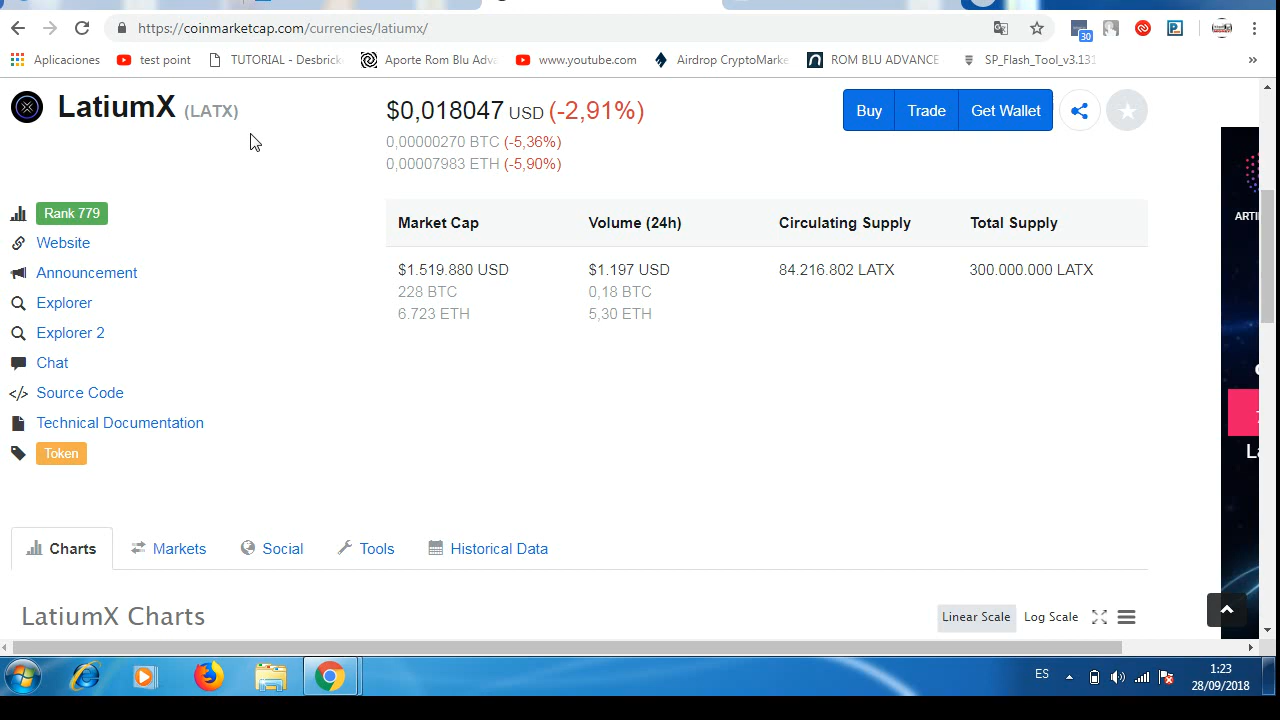 https://coinmarketcap.com/currencies/latiumx/
30
Aplicaciones test point TUTORIAL - Desbrick Aporte Rom Blu Adva www.youtube.com Airdrop CryptoMarke ROM BLU ADVANCE SP_Flash_Tool_v3.131 »
LatiumX (LATX)
$0,018047 USD (-2,91%)
0,00000270 BTC (-5,36%)
0,00007983 ETH (-5,90%)
Buy Trade Get Wallet
Rank 779
Website
Announcement
Explorer
Explorer 2
Chat
Source Code
Technical Documentation
Token
Market Cap Volume (24h) Circulating Supply Total Supply
$1.519.880 USD $1.197 USD 84.216.802 LATX 300.000.000 LATX
228 BTC 0,18 BTC
6.723 ETH 5,30 ETH
ARTI
La
Charts Markets Social Tools Historical Data
LatiumX Charts
Linear Scale Log Scale
ES 1:23
28/09/2018